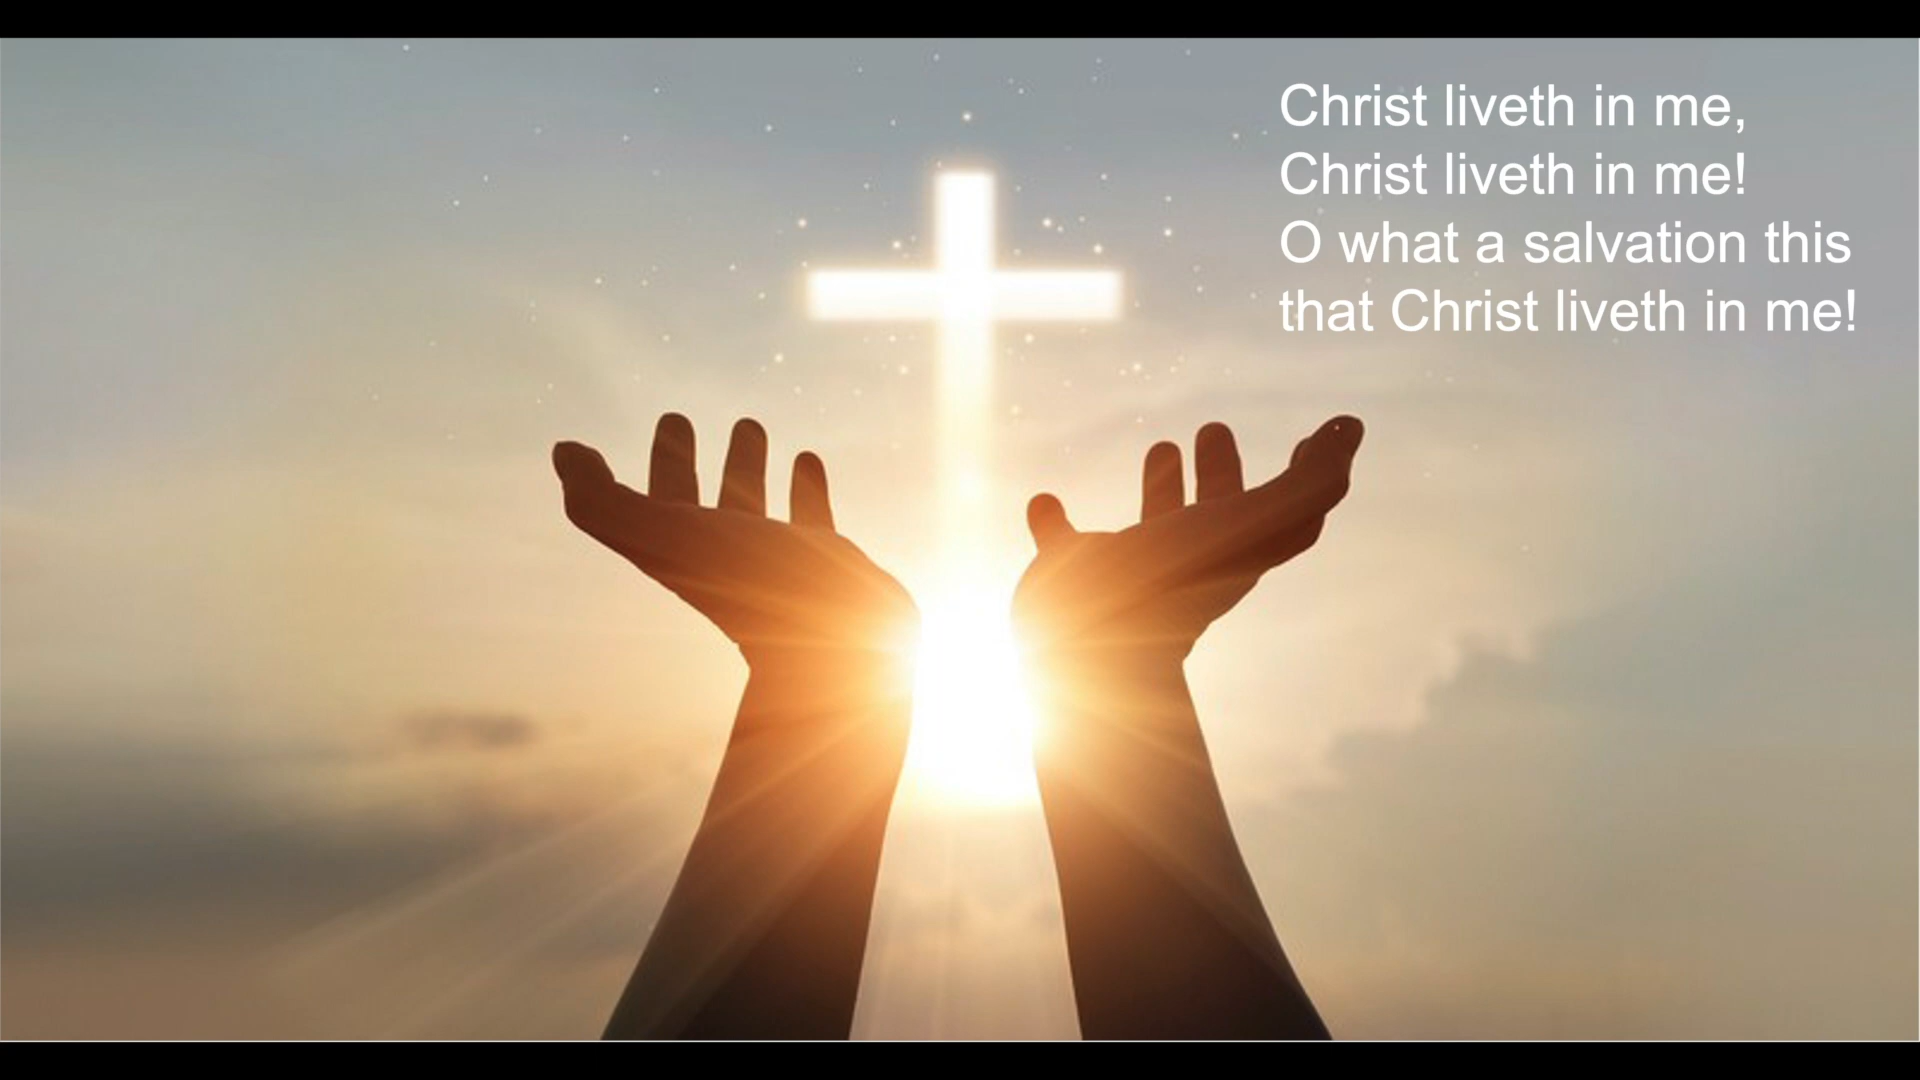 Christ liveth in me,
Christ liveth in me!
O what a salvation this
that Christ liveth in me!